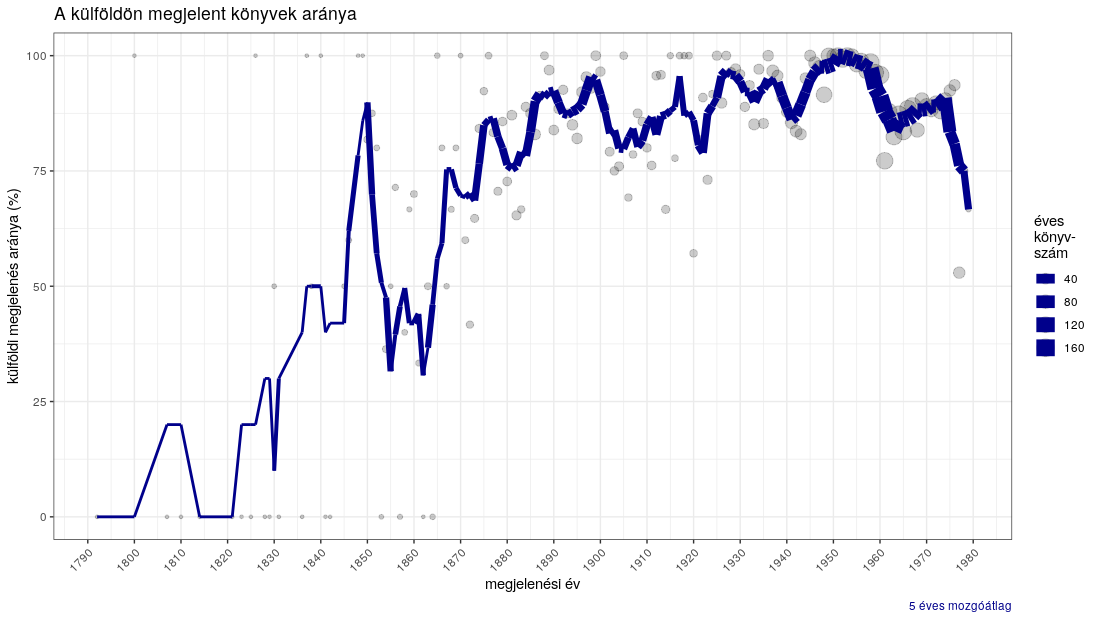 A külföldön megjelent könyvek aránya
külföldi megjelenés aránya (%)
100
75
50
25
0
1790 1800 1810 1820 1830 1840 1850 1860 1870 1880 1890 1900 1910 1920 1930 1940 1950 1960 1970 1980
megjelenési év
éves
könyv-
szám
40
80
120
160
5 éves mozgóátlag